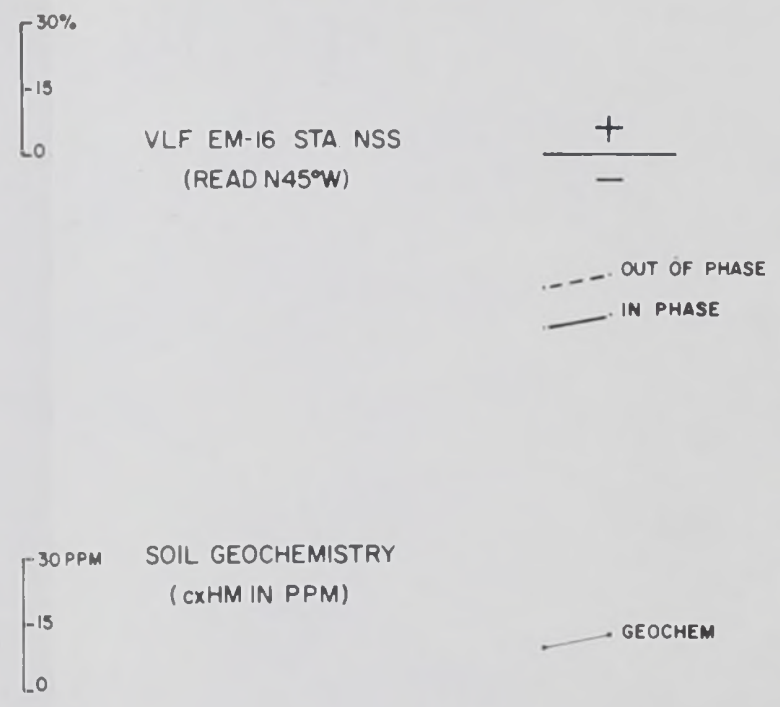 30%
15
0
VLF EM-16 STA. NSS
(READ N45°W)
+
—
OUT OF PHASE
IN PHASE
30 PPM
15
0
SOIL GEOCHEMISTRY
(cxHM IN PPM)
GEOCHEM